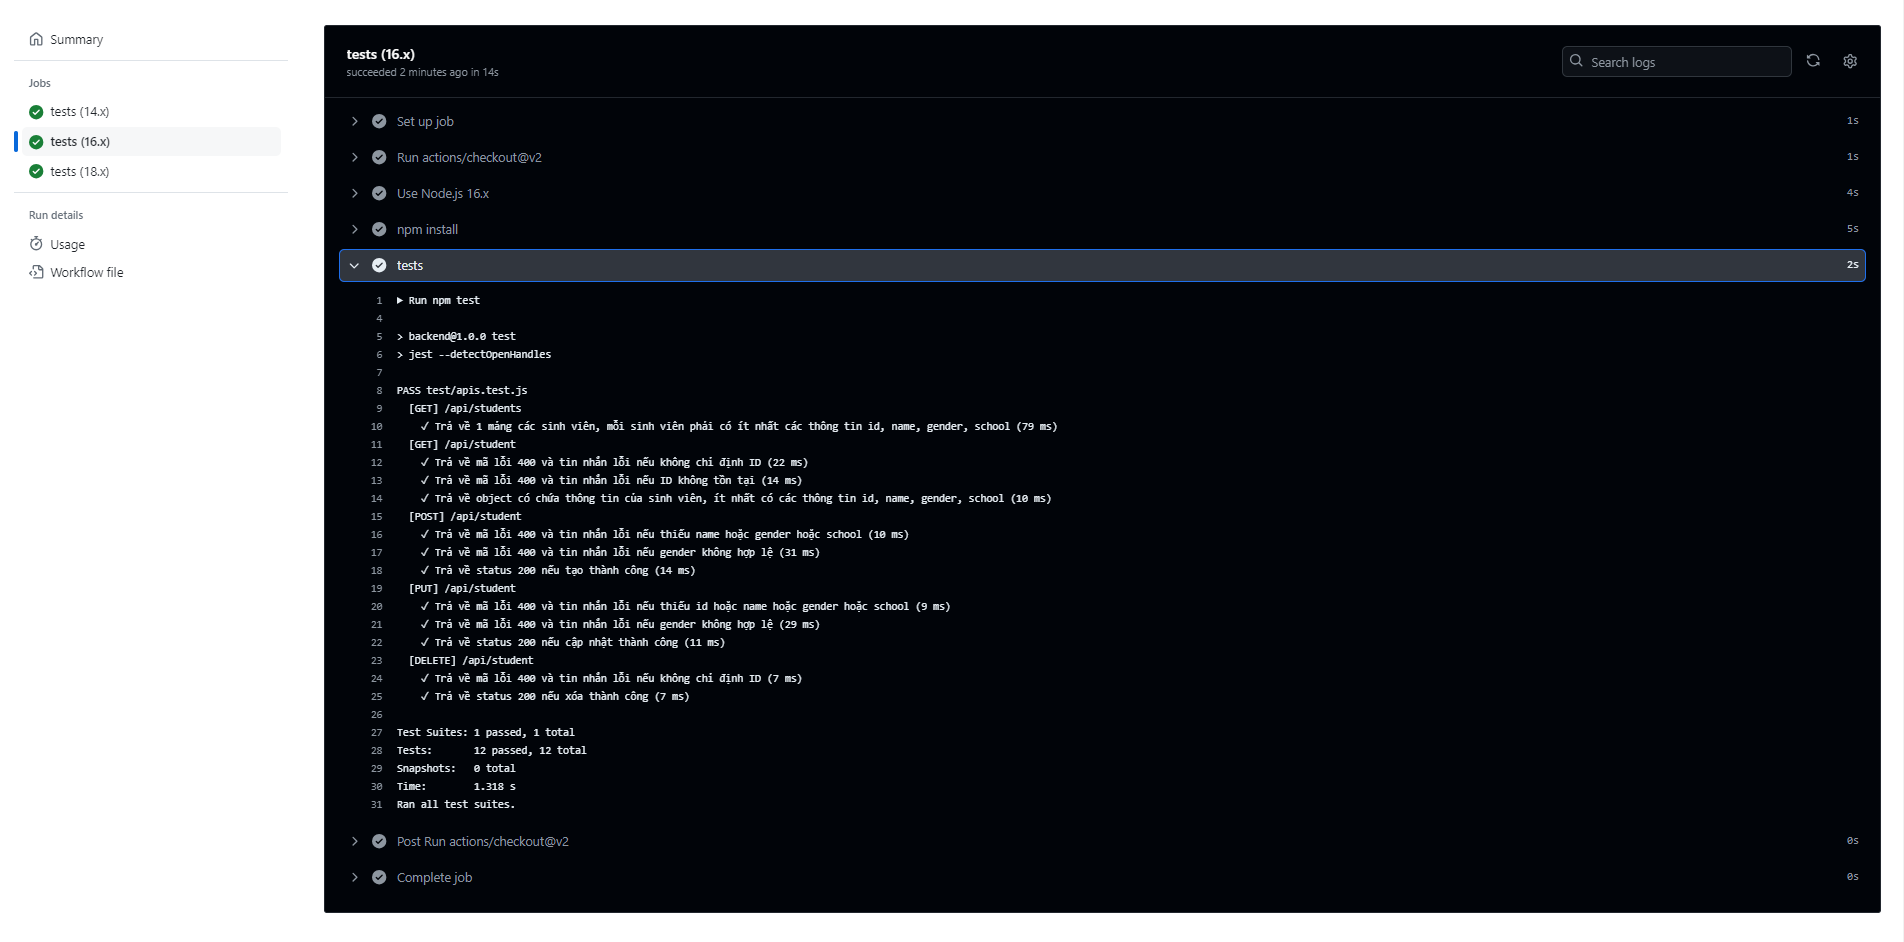 Summary
Jobs
tests (14.x)
tests (16.x)
tests (18.x)
Run details
Usage
Workflow file
tests (16.x)
succeeded 2 minutes ago in 14s
Search logs
Set up job 1s
Run actions/checkout@v2 1s
Use Node.js 16.x 4s
npm install 5s
tests 2s
1 ▶ Run npm test
4
5 > backend@1.0.0 test
6 > jest --detectOpenHandles
7
8 PASS test/apis.test.js
9 [GET] /api/students
10 ✓ Trả về 1 mảng các sinh viên, mỗi sinh viên phải có ít nhất các thông tin id, name, gender, school (79 ms)
11 [GET] /api/student
12 ✓ Trả về mã lỗi 400 và tin nhắn lỗi nếu không chỉ định ID (22 ms)
13 ✓ Trả về mã lỗi 400 và tin nhắn lỗi nếu ID không tồn tại (14 ms)
14 ✓ Trả về object có chứa thông tin của sinh viên, ít nhất có các thông tin id, name, gender, school (10 ms)
15 [POST] /api/student
16 ✓ Trả về mã lỗi 400 và tin nhắn lỗi nếu thiếu name hoặc gender hoặc school (10 ms)
17 ✓ Trả về mã lỗi 400 và tin nhắn lỗi nếu gender không hợp lệ (31 ms)
18 ✓ Trả về status 200 nếu tạo thành công (14 ms)
19 [PUT] /api/student
20 ✓ Trả về mã lỗi 400 và tin nhắn lỗi nếu thiếu id hoặc name hoặc gender hoặc school (9 ms)
21 ✓ Trả về mã lỗi 400 và tin nhắn lỗi nếu gender không hợp lệ (29 ms)
22 ✓ Trả về status 200 nếu cập nhật thành công (11 ms)
23 [DELETE] /api/student
24 ✓ Trả về mã lỗi 400 và tin nhắn lỗi nếu không chỉ định ID (7 ms)
25 ✓ Trả về status 200 nếu xóa thành công (7 ms)
26
27 Test Suites: 1 passed, 1 total
28 Tests: 12 passed, 12 total
29 Snapshots: 0 total
30 Time: 1.318 s
31 Ran all test suites.
Post Run actions/checkout@v2 0s
Complete job 0s